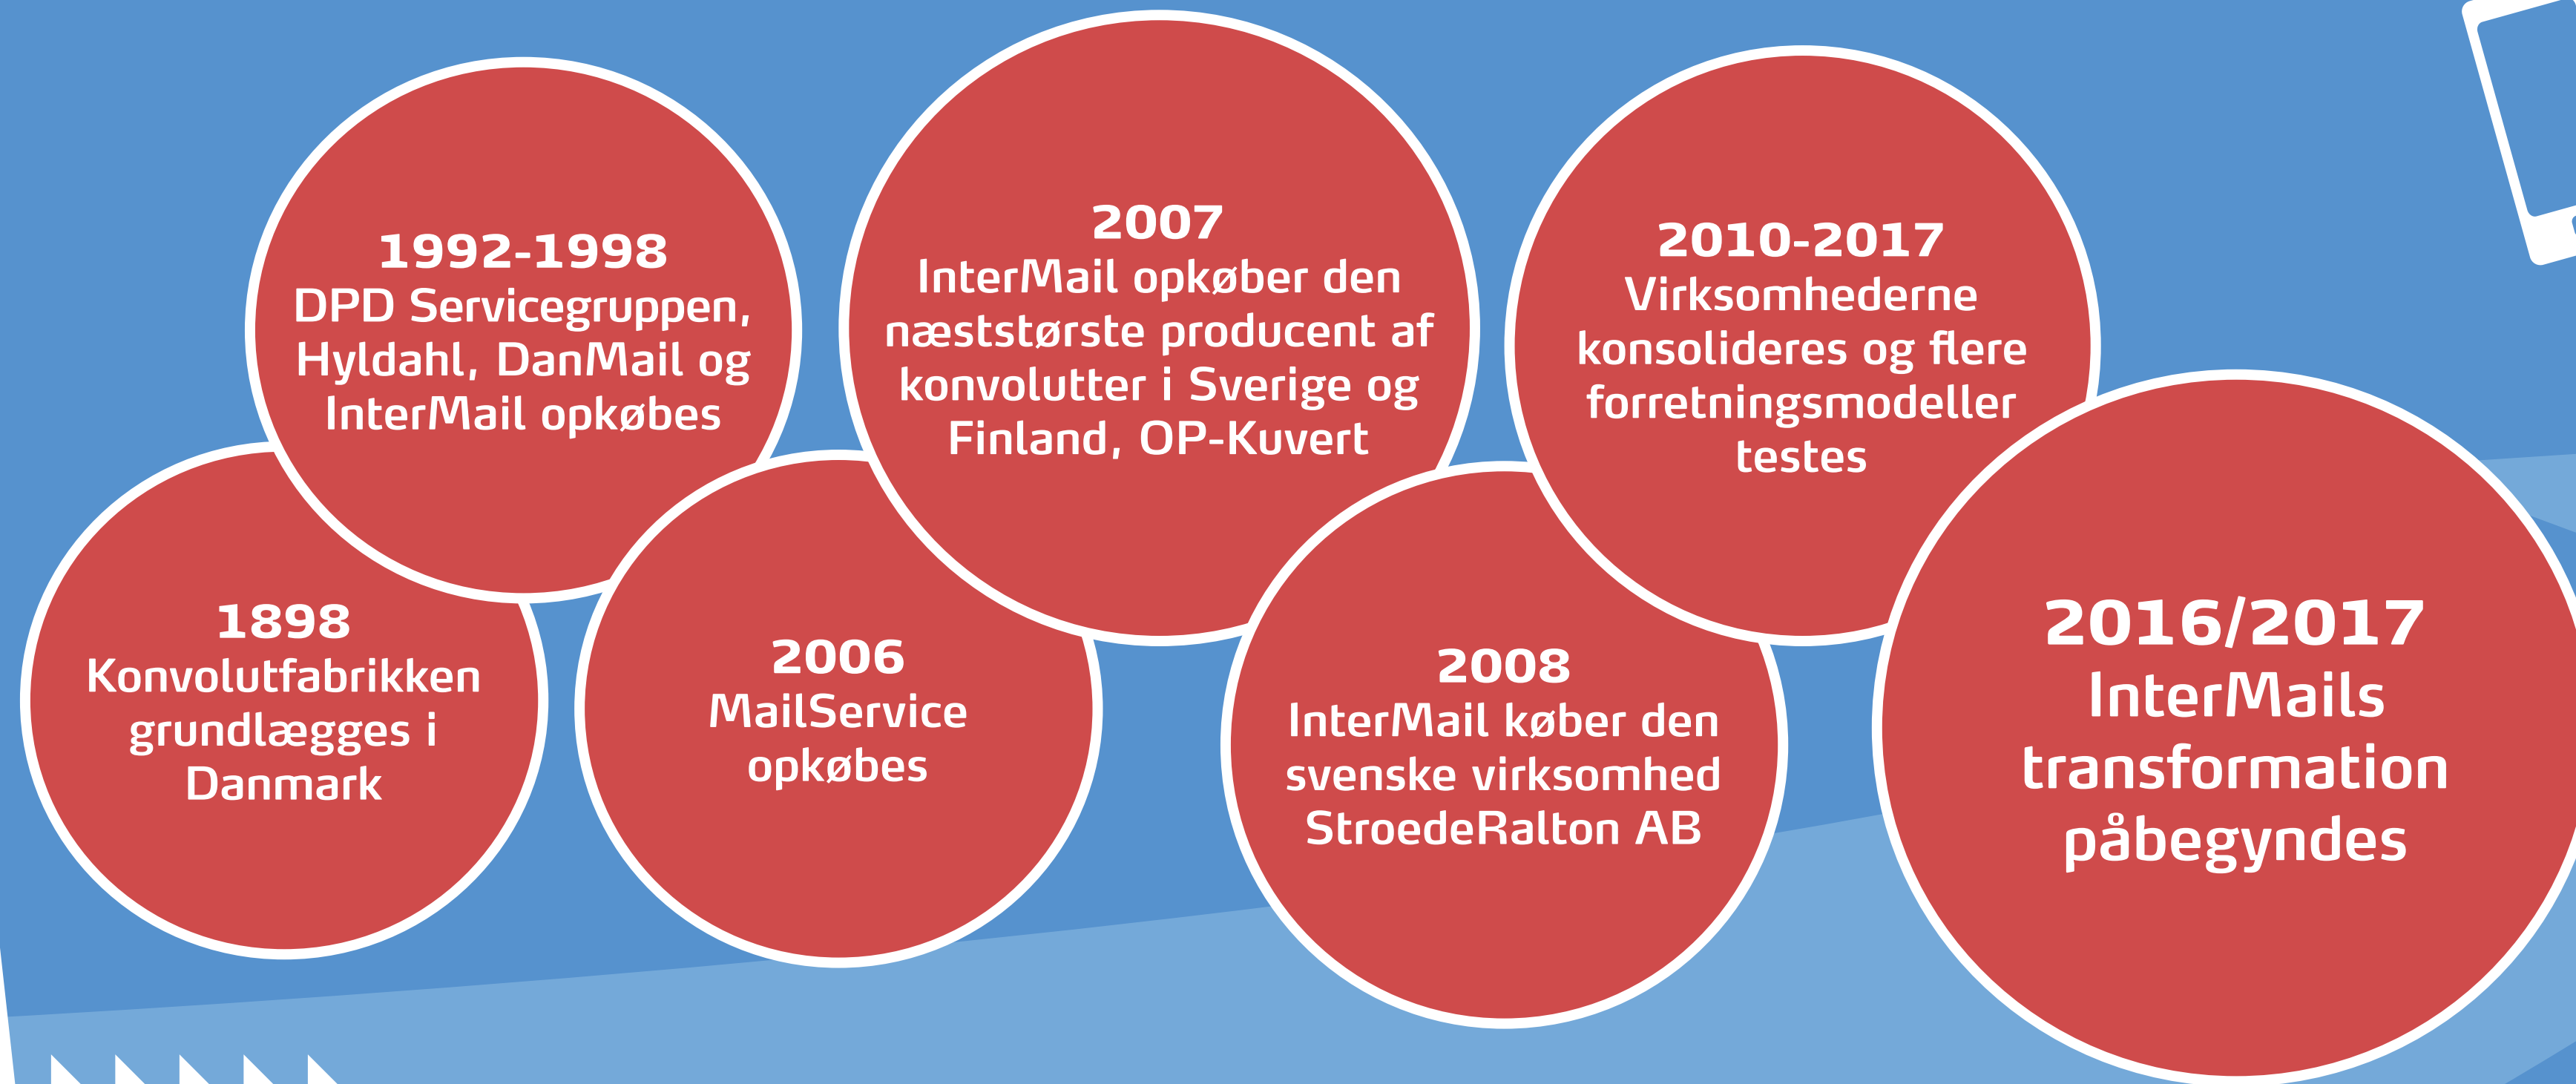 1898
Konvolutfabrikken
grundlægges i
Danmark
1992-1998
DPD Servicegruppen,
Hyldahl, DanMail og
InterMail opkøbes
2006
MailService
opkøbes
2007
InterMail opkøber den
næststørste producent af
konvolutter i Sverige og
Finland, OP-Kuvert
2008
InterMail køber den
svenske virksomhed
StroedeRalton AB
2010-2017
Virksomhederne
konsolideres og flere
forretningsmodeller
testes
2016/2017
InterMails
transformation
påbegyndes